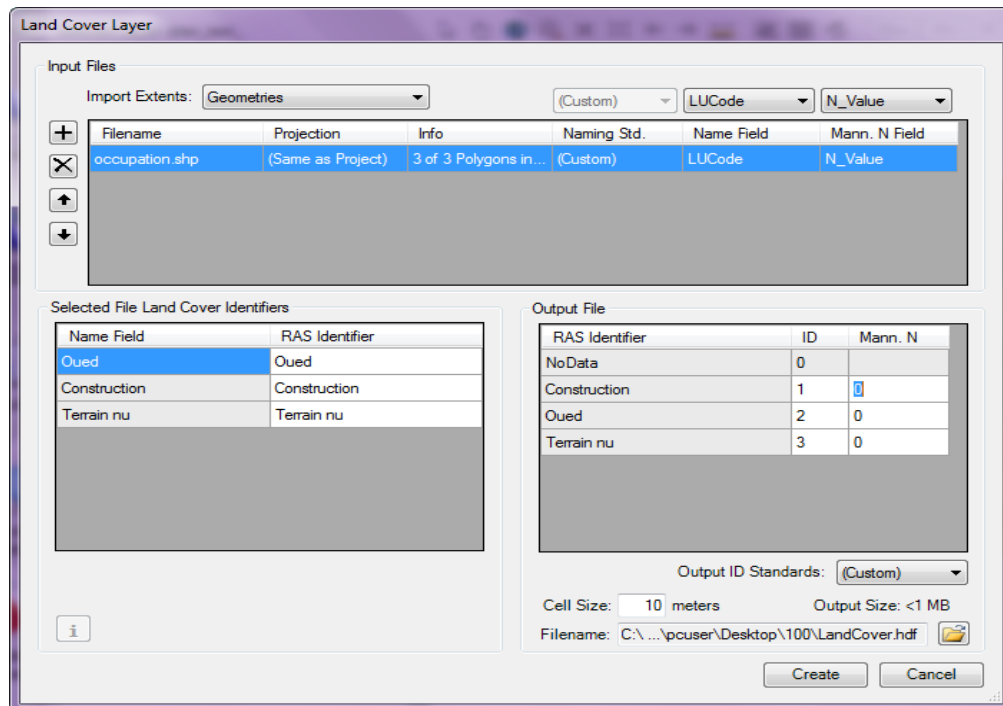 Land Cover Layer
Input Files
Import Extents: Geometries (Custom) LUCode N_Value
Filename Projection Info Naming Std. Name Field Mann. N Field
occupation.shp (Same as Project) 3 of 3 Polygons in... (Custom) LUCode N_Value
Selected File Land Cover Identifiers
Name Field RAS Identifier
Oued Oued
Construction Construction
Terrain nu Terrain nu
i
Output File
RAS Identifier ID Mann. N
NoData 0
Construction 1 0
Oued 2 0
Terrain nu 3 0
Output ID Standards: (Custom)
Cell Size: 10 meters Output Size: <1 MB
Filename: C:\ ...\pcuser\Desktop\100\LandCover.hdf
Create Cancel